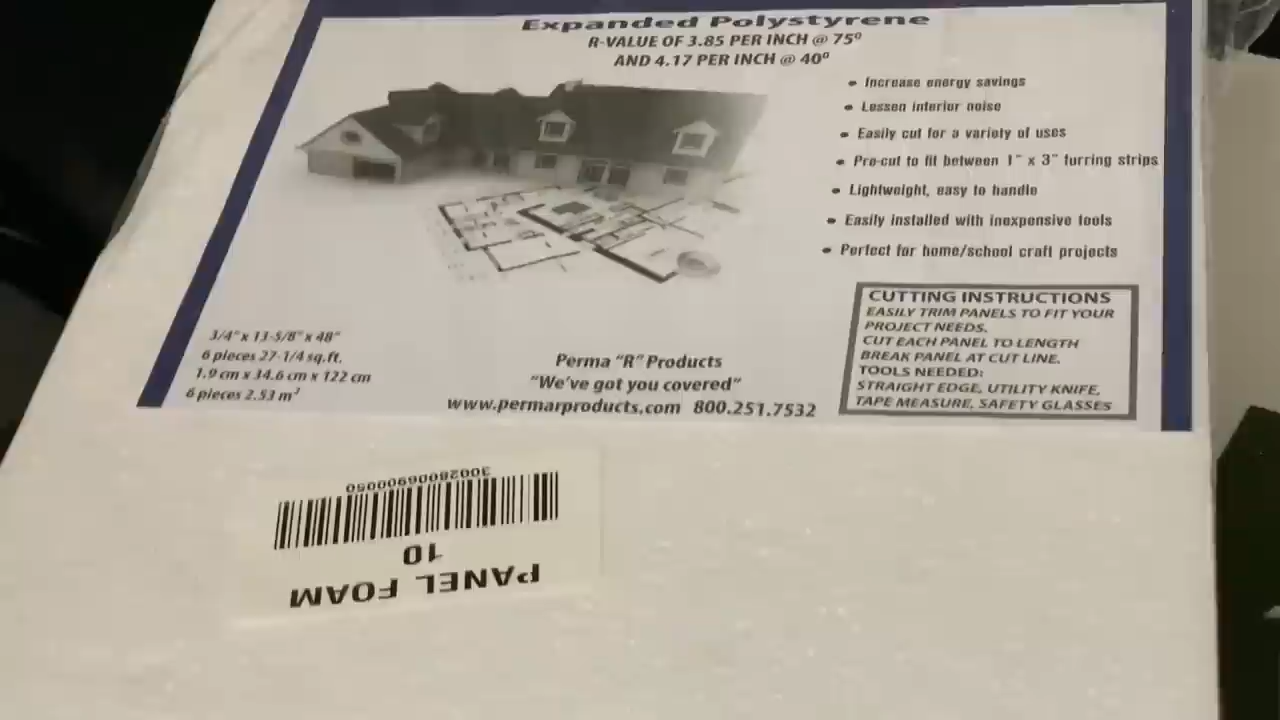 Expanded Polystyrene
R-VALUE OF 3.85 PER INCH @ 75º
AND 4.17 PER INCH @ 40º
• Increase energy savings
• Lessen interior noise
• Easily cut for a variety of uses
• Pre-cut to fit between 1" x 3" furring strips
• Lightweight, easy to handle
• Easily installed with inexpensive tools
• Perfect for home/school craft projects
3/4" x 13-5/8" x 48"
6 pieces 27-1/4 sq.ft.
1.9 cm x 34.6 cm x 122 cm
6 pieces 2.53 m²
Perma "R" Products
"We've got you covered"
www.permarproducts.com 800.251.7532
CUTTING INSTRUCTIONS
EASILY TRIM PANELS TO FIT YOUR
PROJECT NEEDS.
CUT EACH PANEL TO LENGTH
BREAK PANEL AT CUT LINE.
TOOLS NEEDED:
STRAIGHT EDGE, UTILITY KNIFE,
TAPE MEASURE, SAFETY GLASSES
PANEL FOAM
10
3002800690005​0